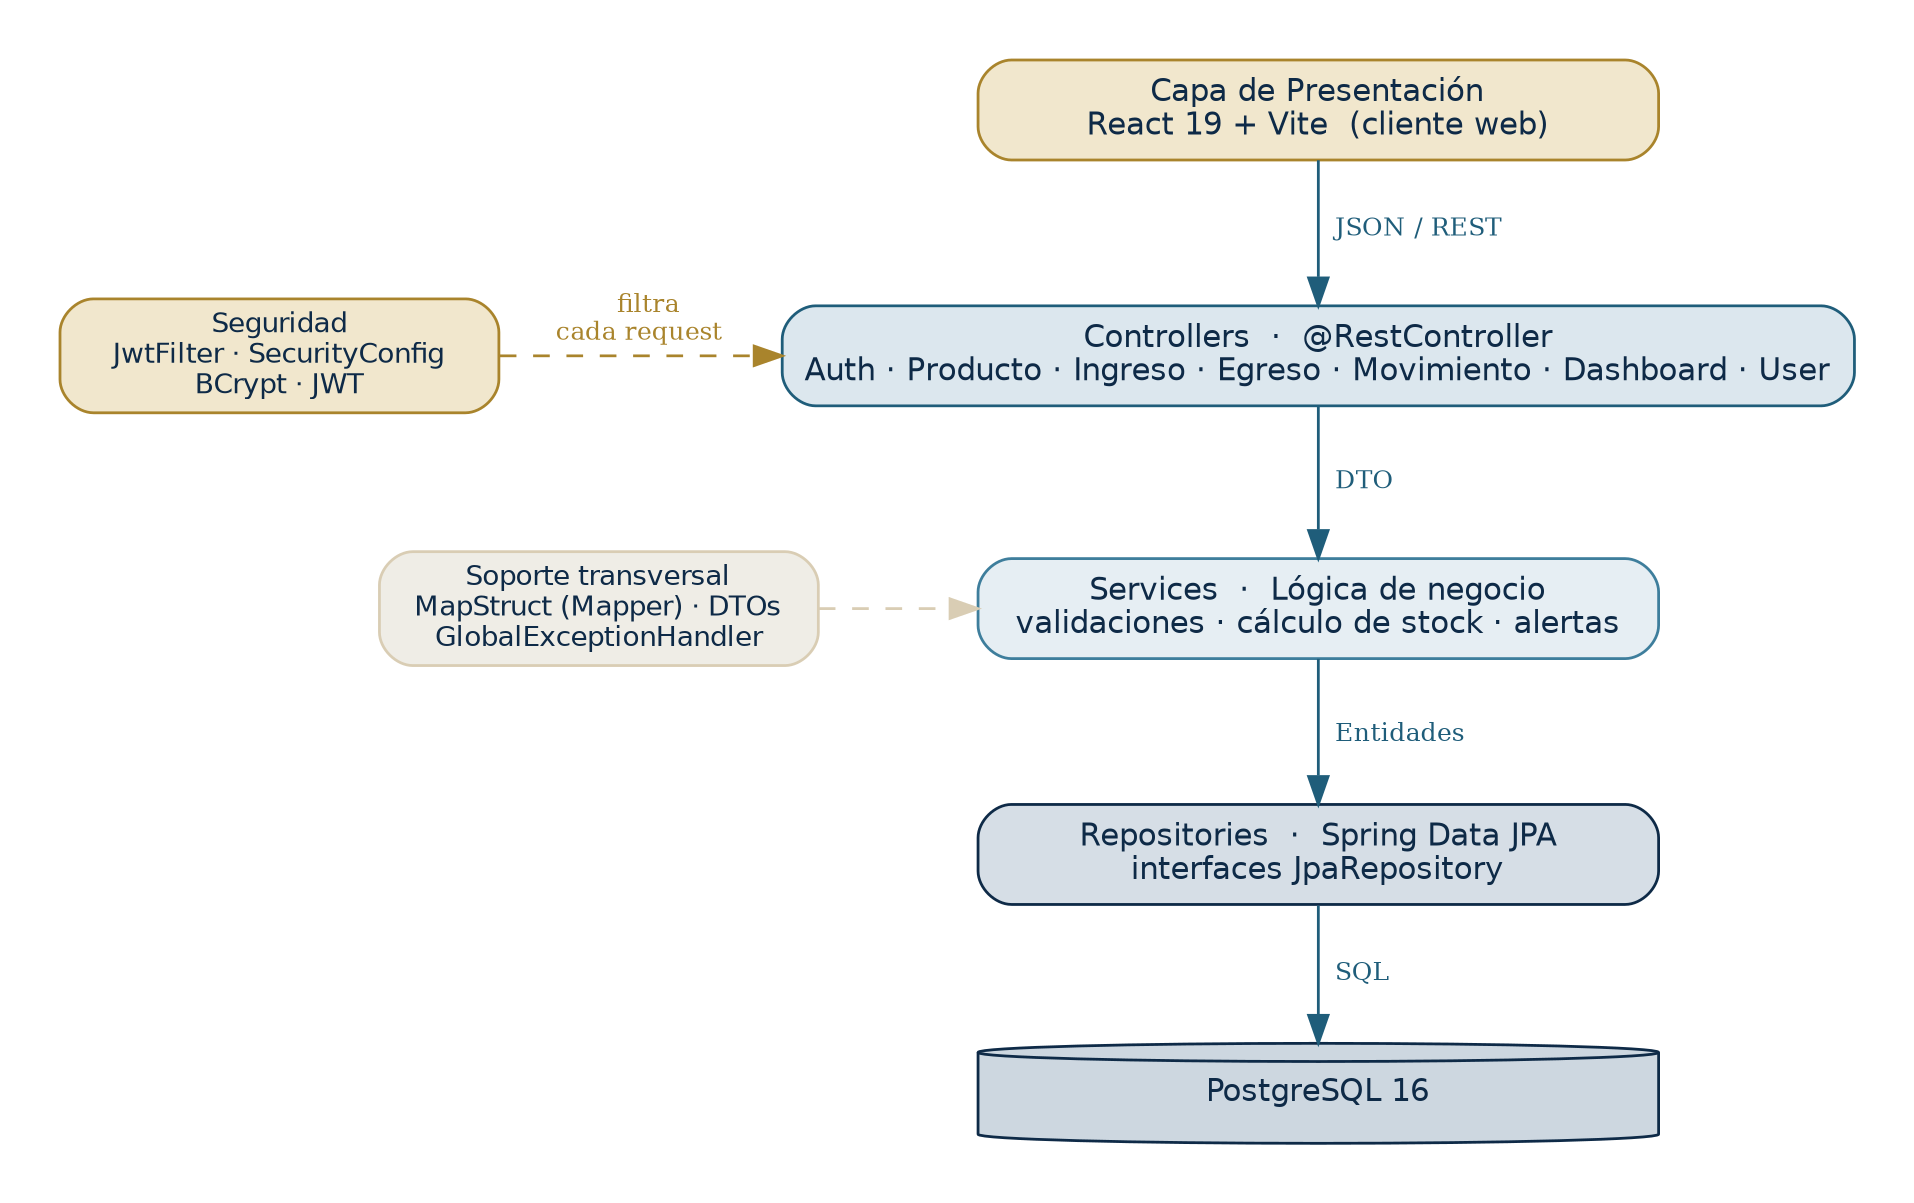 Capa de Presentación
React 19 + Vite  (cliente web)
JSON / REST
Seguridad
JwtFilter · SecurityConfig
BCrypt · JWT
filtra
cada request
Controllers  ·  @RestController
Auth · Producto · Ingreso · Egreso · Movimiento · Dashboard · User
DTO
Soporte transversal
MapStruct (Mapper) · DTOs
GlobalExceptionHandler
Services  ·  Lógica de negocio
validaciones · cálculo de stock · alertas
Entidades
Repositories  ·  Spring Data JPA
interfaces JpaRepository
SQL
PostgreSQL 16